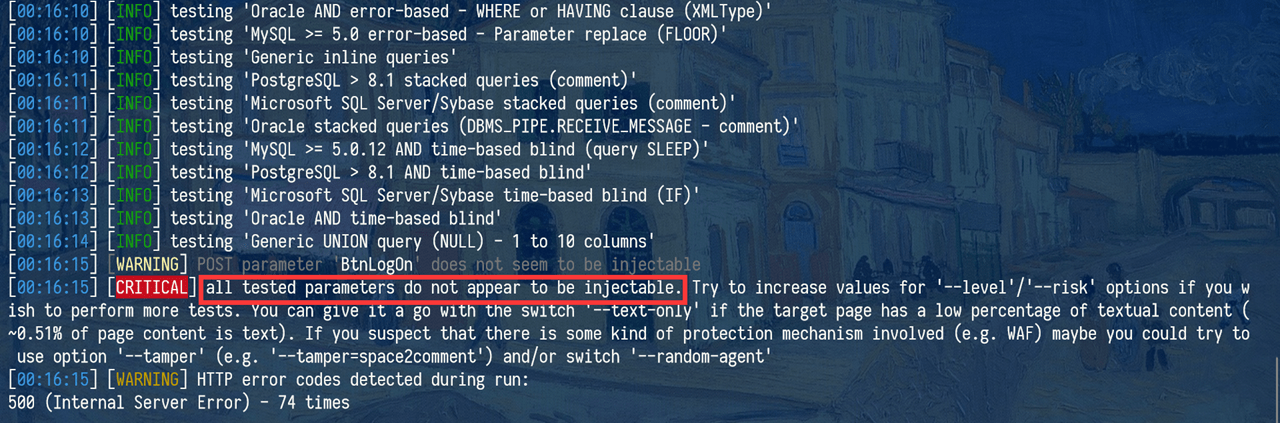 [00:16:10] [INFO] testing 'Oracle AND error-based - WHERE or HAVING clause (XMLType)'
[00:16:10] [INFO] testing 'MySQL >= 5.0 error-based - Parameter replace (FLOOR)'
[00:16:10] [INFO] testing 'Generic inline queries'
[00:16:11] [INFO] testing 'PostgreSQL > 8.1 stacked queries (comment)'
[00:16:11] [INFO] testing 'Microsoft SQL Server/Sybase stacked queries (comment)'
[00:16:11] [INFO] testing 'Oracle stacked queries (DBMS_PIPE.RECEIVE_MESSAGE - comment)'
[00:16:12] [INFO] testing 'MySQL >= 5.0.12 AND time-based blind (query SLEEP)'
[00:16:12] [INFO] testing 'PostgreSQL > 8.1 AND time-based blind'
[00:16:13] [INFO] testing 'Microsoft SQL Server/Sybase time-based blind (IF)'
[00:16:13] [INFO] testing 'Oracle AND time-based blind'
[00:16:14] [INFO] testing 'Generic UNION query (NULL) - 1 to 10 columns'
[00:16:15] [WARNING] POST parameter 'BtnLogOn' does not seem to be injectable
[00:16:15] [CRITICAL] all tested parameters do not appear to be injectable. Try to increase values for '--level'/'--risk' options if you w
ish to perform more tests. You can give it a go with the switch '--text-only' if the target page has a low percentage of textual content (
~0.51% of page content is text). If you suspect that there is some kind of protection mechanism involved (e.g. WAF) maybe you could try to
 use option '--tamper' (e.g. '--tamper=space2comment') and/or switch '--random-agent'
[00:16:15] [WARNING] HTTP error codes detected during run:
500 (Internal Server Error) - 74 times